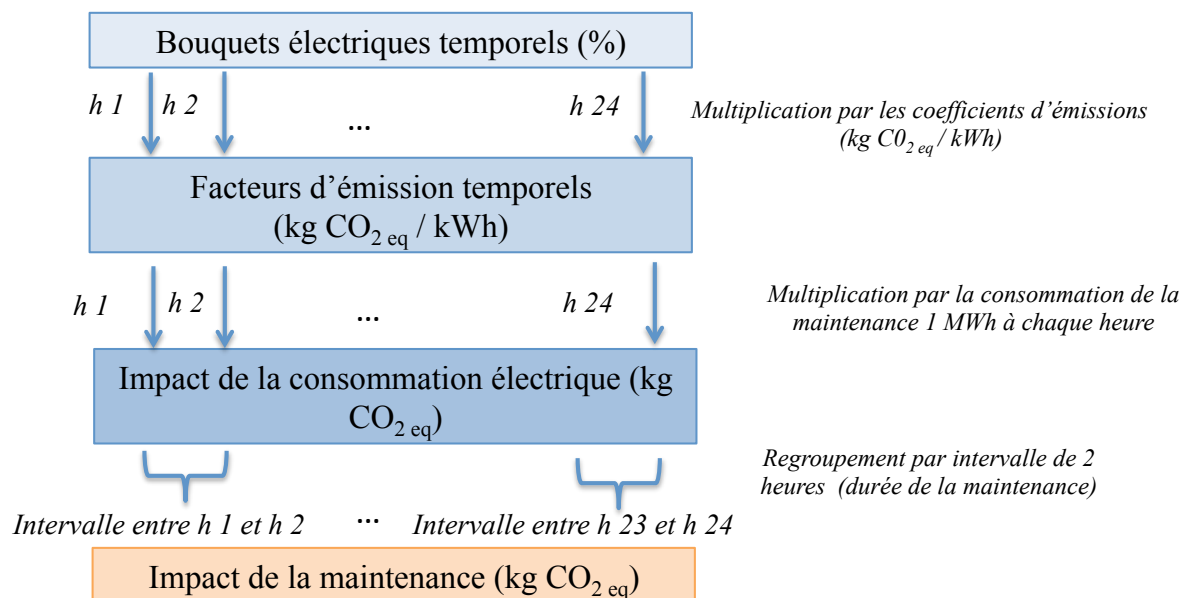 Bouquets électriques temporels (%)
h 1 h 2 ... h 24
Multiplication par les coefficients d’émissions
(kg C0₂ eq / kWh)
Facteurs d’émission temporels
(kg CO₂ eq / kWh)
h 1 h 2 ... h 24
Multiplication par la consommation de la
maintenance 1 MWh à chaque heure
Impact de la consommation électrique (kg
CO₂ eq)
Regroupement par intervalle de 2
heures (durée de la maintenance)
Intervalle entre h 1 et h 2 ... Intervalle entre h 23 et h 24
Impact de la maintenance (kg CO₂ eq)